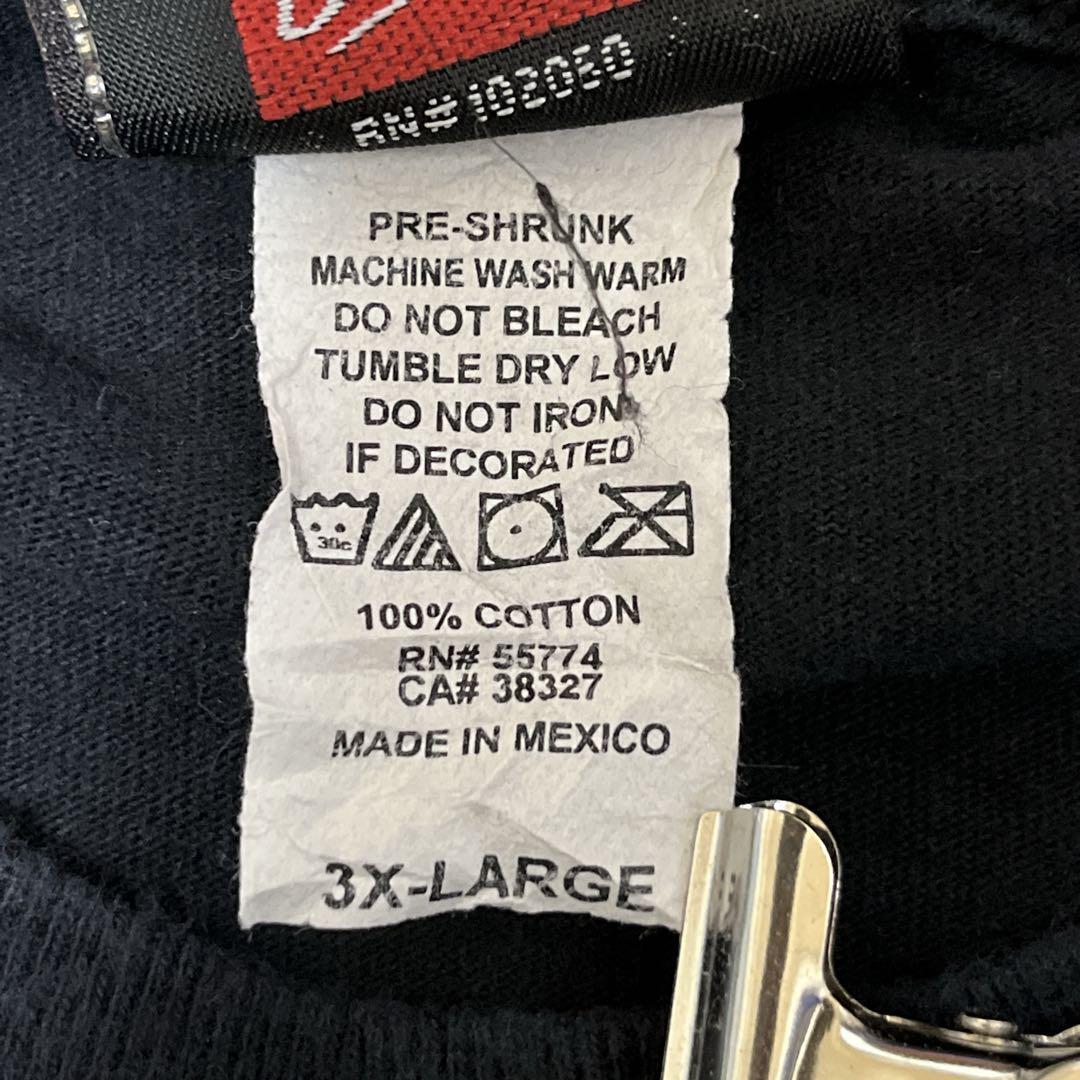 RN#102060
PRE-SHRUNK
MACHINE WASH WARM
DO NOT BLEACH
TUMBLE DRY LOW
DO NOT IRON
IF DECORATED
30c
100% COTTON
RN# 55774
CA# 38327
MADE IN MEXICO
3X-LARGE